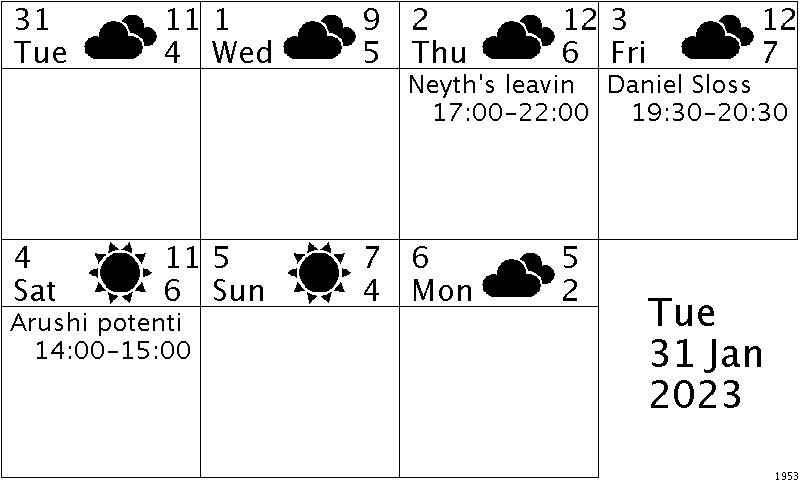 31 11
Tue 4
1 9
Wed 5
2 12
Thu 6
3 12
Fri 7
Neyth's leavin
17:00-22:00
Daniel Sloss
19:30-20:30
4 11
Sat 6
5 7
Sun 4
6 5
Mon 2
Arushi potenti
14:00-15:00
Tue
31 Jan
2023
1953